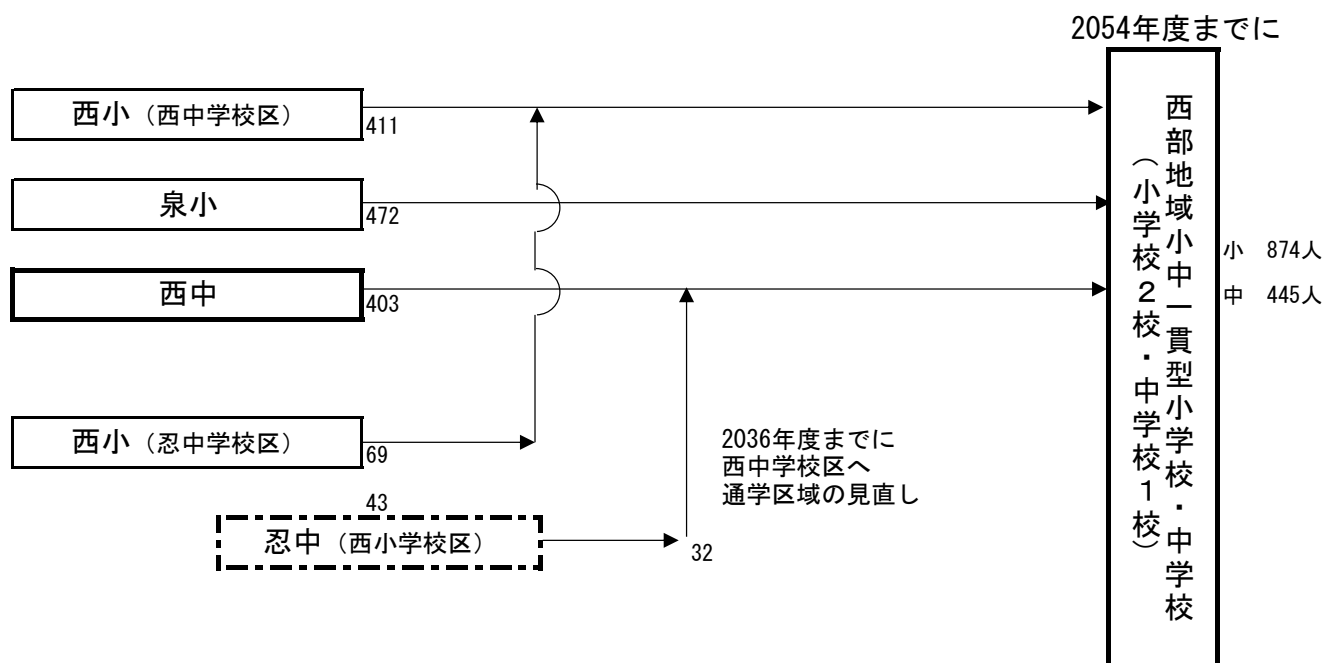 2054年度までに
西小（西中学校区）
411
泉小
472
西中
403
西小（忍中学校区）
69
43
忍中（西小学校区）
32
2036年度までに
西中学校区へ
通学区域の見直し
西部地域小中一貫型小学校・中学校
（小学校２校・中学校１校）
小　874人
中　445人